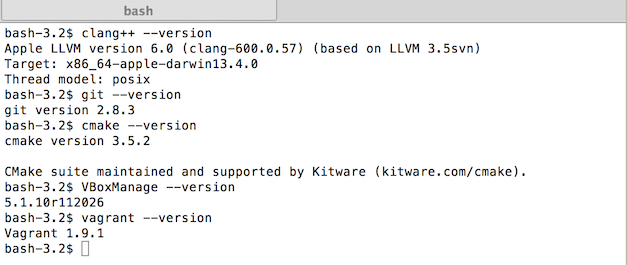 bash
bash-3.2$ clang++ --version
Apple LLVM version 6.0 (clang-600.0.57) (based on LLVM 3.5svn)
Target: x86_64-apple-darwin13.4.0
Thread model: posix
bash-3.2$ git --version
git version 2.8.3
bash-3.2$ cmake --version
cmake version 3.5.2
CMake suite maintained and supported by Kitware (kitware.com/cmake).
bash-3.2$ VBoxManage --version
5.1.10r112026
bash-3.2$ vagrant --version
Vagrant 1.9.1
bash-3.2$